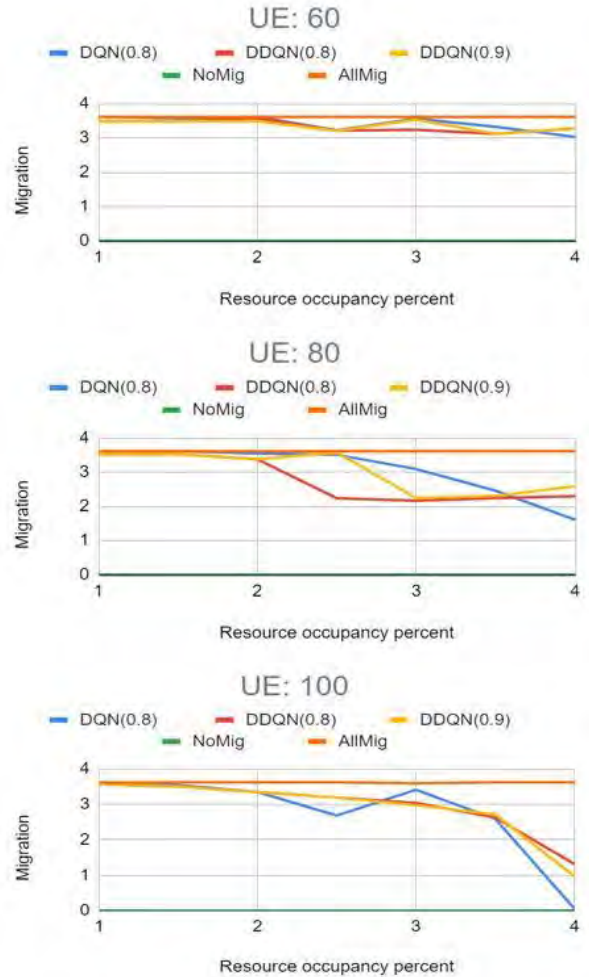 UE: 60
DQN(0.8) DDQN(0.8) DDQN(0.9)
NoMig AllMig
4
3
2
1
0
Migration
1 2 3 4
Resource occupancy percent
UE: 80
DQN(0.8) DDQN(0.8) DDQN(0.9)
NoMig AllMig
4
3
2
1
0
Migration
1 2 3 4
Resource occupancy percent
UE: 100
DQN(0.8) DDQN(0.8) DDQN(0.9)
NoMig AllMig
4
3
2
1
0
Migration
1 2 3 4
Resource occupancy percent